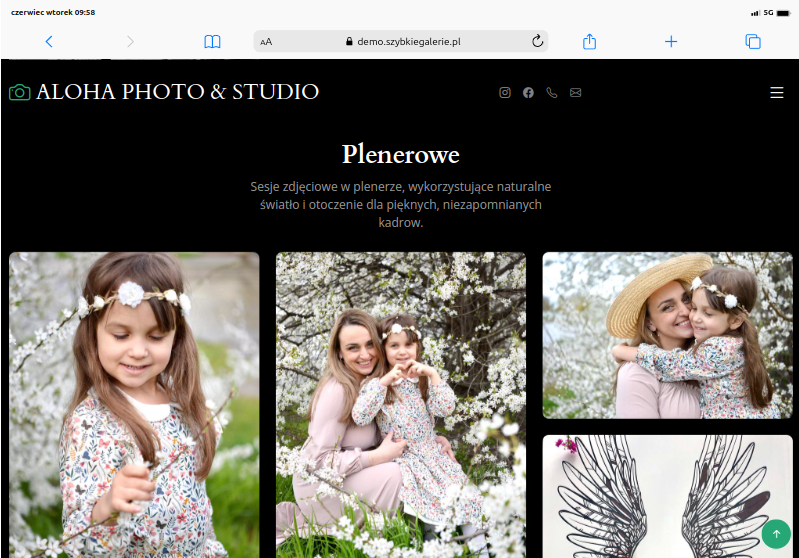 czerwiec wtorek 09:58
5G
AA
demo.szybkiegalerie.pl
ALOHA PHOTO & STUDIO
Plenerowe
Sesje zdjęciowe w plenerze, wykorzystujące naturalne
światło i otoczenie dla pięknych, niezapomnianych
kadrow.